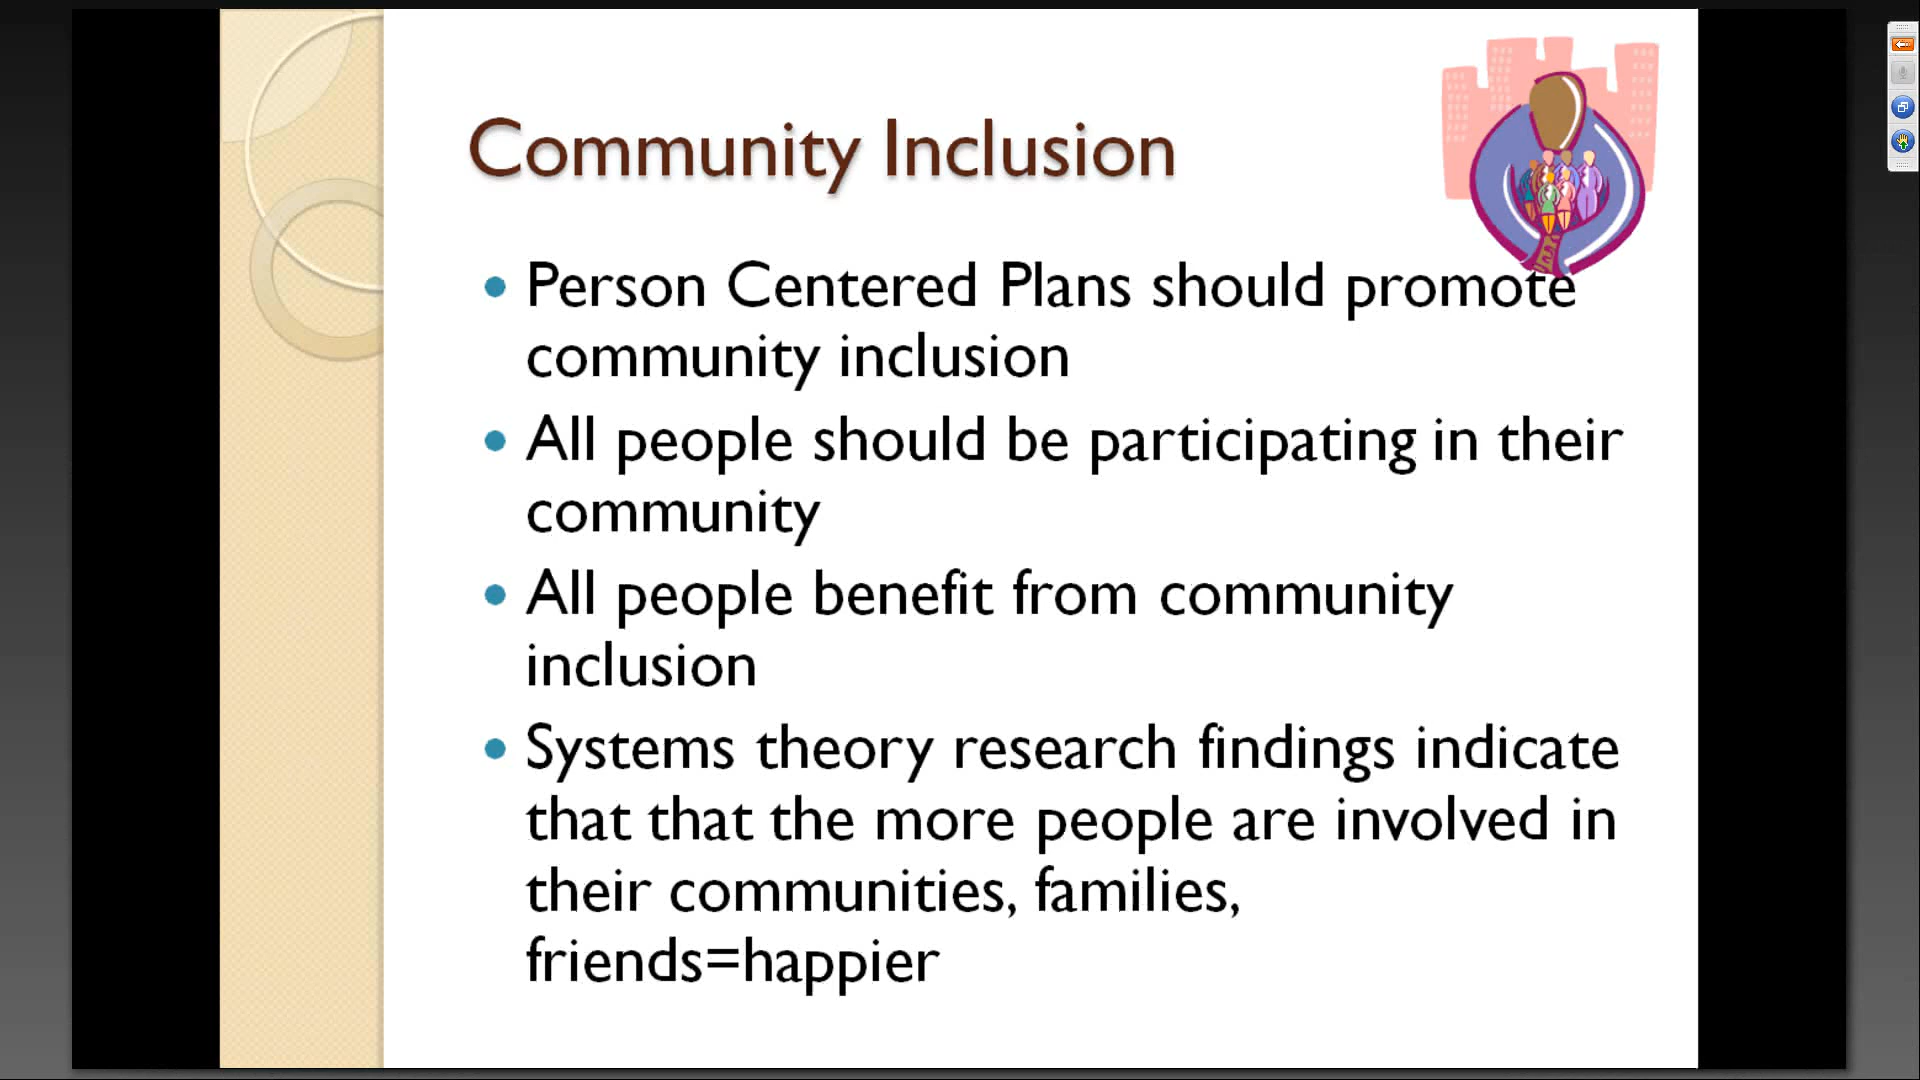 Community Inclusion
• Person Centered Plans should promote
community inclusion
• All people should be participating in their
community
• All people benefit from community
inclusion
• Systems theory research findings indicate
that that the more people are involved in
their communities, families,
friends=happier